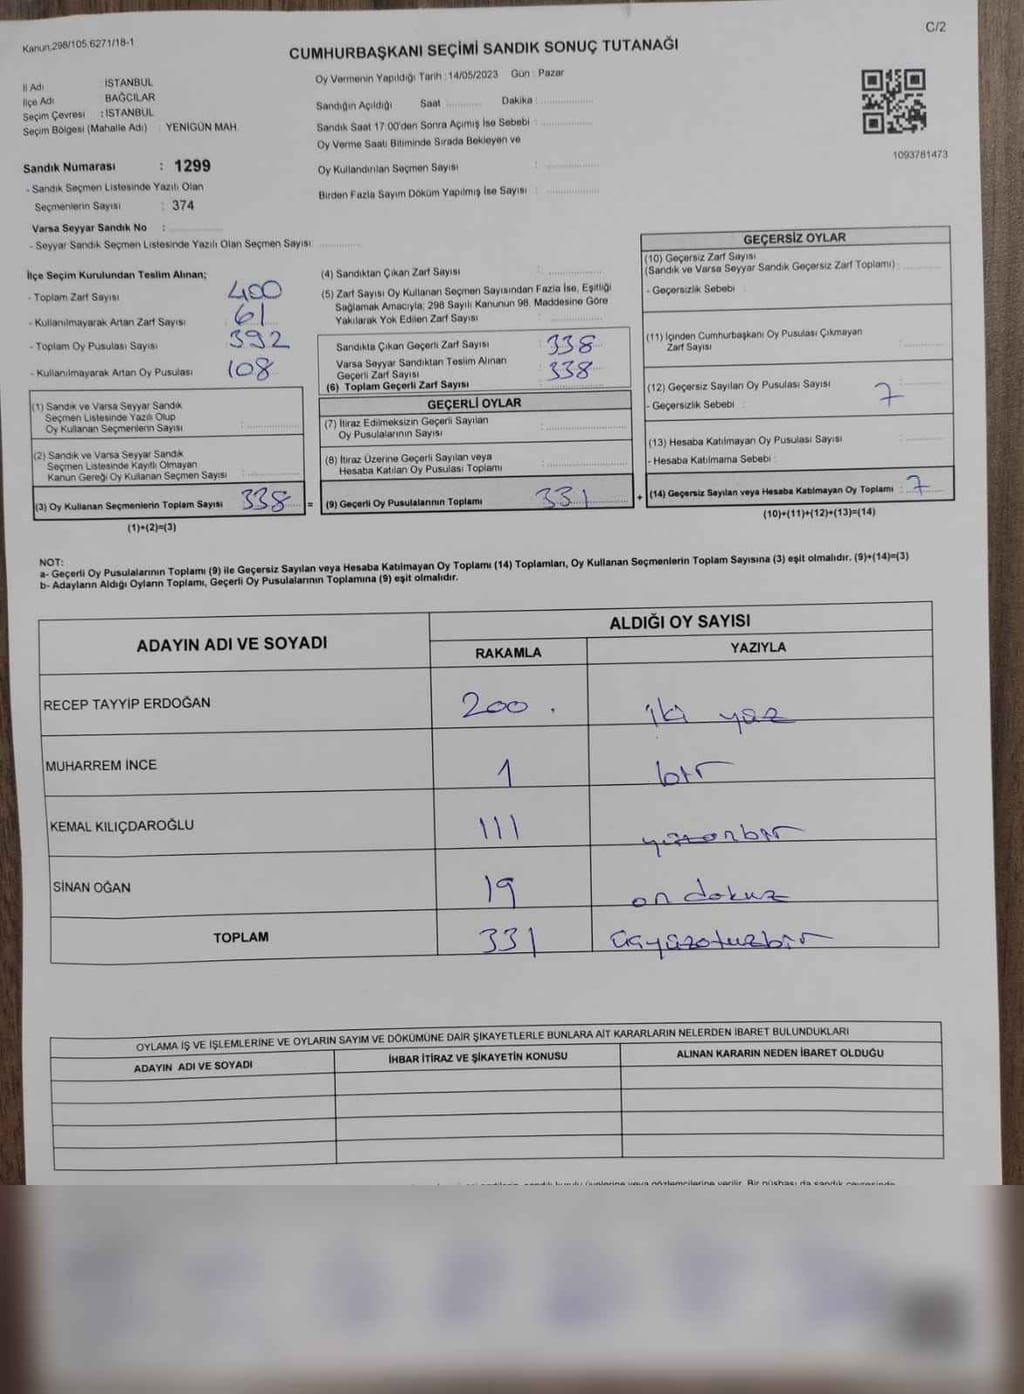 Kanun.298/105,6271/18-1
C/2
CUMHURBAŞKANI SEÇİMİ SANDIK SONUÇ TUTANAĞI
İl Adı : İSTANBUL
İlçe Adı : BAĞCILAR
Seçim Çevresi : İSTANBUL
Seçim Bölgesi (Mahalle Adı) : YENİGÜN MAH.
Sandık Numarası : 1299
- Sandık Seçmen Listesinde Yazılı Olan
Seçmenlerin Sayısı : 374
Varsa Seyyar Sandık No :
- Seyyar Sandık Seçmen Listesinde Yazılı Olan Seçmen Sayısı:
Oy Vermenin Yapıldığı Tarih : 14/05/2023 Gün : Pazar
Sandığın Açıldığı Saat Dakika :
Sandık Saat 17:00'den Sonra Açılmış İse Sebebi :
Oy Verme Saati Bitiminde Sırada Bekleyen ve
Oy Kullandırılan Seçmen Sayısı :
Birden Fazla Sayım Döküm Yapılmış İse Sayısı :
1093781473
İlçe Seçim Kurulundan Teslim Alınan;
- Toplam Zarf Sayısı 400
- Kullanılmayarak Artan Zarf Sayısı 61
- Toplam Oy Pusulası Sayısı 392
- Kullanılmayarak Artan Oy Pusulası 108
(1) Sandık ve Varsa Seyyar Sandık
Seçmen Listesinde Yazılı Olup
Oy Kullanan Seçmenlerin Sayısı :
(2) Sandık ve Varsa Seyyar Sandık
Seçmen Listesinde Kayıtlı Olmayan
Kanun Gereği Oy Kullanan Seçmen Sayısı :
(3) Oy Kullanan Seçmenlerin Toplam Sayısı 338 =
(1)+(2)=(3)
(4) Sandıktan Çıkan Zarf Sayısı :
(5) Zarf Sayısı Oy Kullanan Seçmen Sayısından Fazla İse, Eşitliği
Sağlamak Amacıyla; 298 Sayılı Kanunun 98. Maddesine Göre
Yakılarak Yok Edilen Zarf Sayısı :
Sandıkta Çıkan Geçerli Zarf Sayısı 338
Varsa Seyyar Sandıktan Teslim Alınan
Geçerli Zarf Sayısı 338
(6) Toplam Geçerli Zarf Sayısı
GEÇERLİ OYLAR
(7) İtiraz Edilmeksizin Geçerli Sayılan
Oy Pusulalarının Sayısı :
(8) İtiraz Üzerine Geçerli Sayılan veya
Hesaba Katılan Oy Pusulası Toplamı :
(9) Geçerli Oy Pusulalarının Toplamı 331 +
GEÇERSİZ OYLAR
(10) Geçersiz Zarf Sayısı
(Sandık ve Varsa Seyyar Sandık Geçersiz Zarf Toplamı) :
- Geçersizlik Sebebi :
(11) İçinden Cumhurbaşkanı Oy Pusulası Çıkmayan
Zarf Sayısı :
(12) Geçersiz Sayılan Oy Pusulası Sayısı : 7
- Geçersizlik Sebebi :
(13) Hesaba Katılmayan Oy Pusulası Sayısı :
- Hesaba Katılmama Sebebi :
(14) Geçersiz Sayılan veya Hesaba Katılmayan Oy Toplamı : 7
(10)+(11)+(12)+(13)=(14)
NOT:
a- Geçerli Oy Pusulalarının Toplamı (9) ile Geçersiz Sayılan veya Hesaba Katılmayan Oy Toplamı (14) Toplamları, Oy Kullanan Seçmenlerin Toplam Sayısına (3) eşit olmalıdır. (9)+(14)=(3)
b- Adayların Aldığı Oyların Toplamı, Geçerli Oy Pusulalarının Toplamına (9) eşit olmalıdır.
ADAYIN ADI VE SOYADI ALDIĞI OY SAYISI
RAKAMLA YAZIYLA
RECEP TAYYİP ERDOĞAN 200. iki yüz
MUHARREM İNCE 1 bir
KEMAL KILIÇDAROĞLU 111 yüzonbir
SİNAN OĞAN 19 on dokuz
TOPLAM 331 üçyüzotuzbir
OYLAMA İŞ VE İŞLEMLERİNE VE OYLARIN SAYIM VE DÖKÜMÜNE DAİR ŞİKAYETLERLE BUNLARA AİT KARARLARIN NELERDEN İBARET BULUNDUKLARI
ADAYIN ADI VE SOYADI İHBAR İTİRAZ VE ŞİKAYETİN KONUSU ALINAN KARARIN NEDEN İBARET OLDUĞU